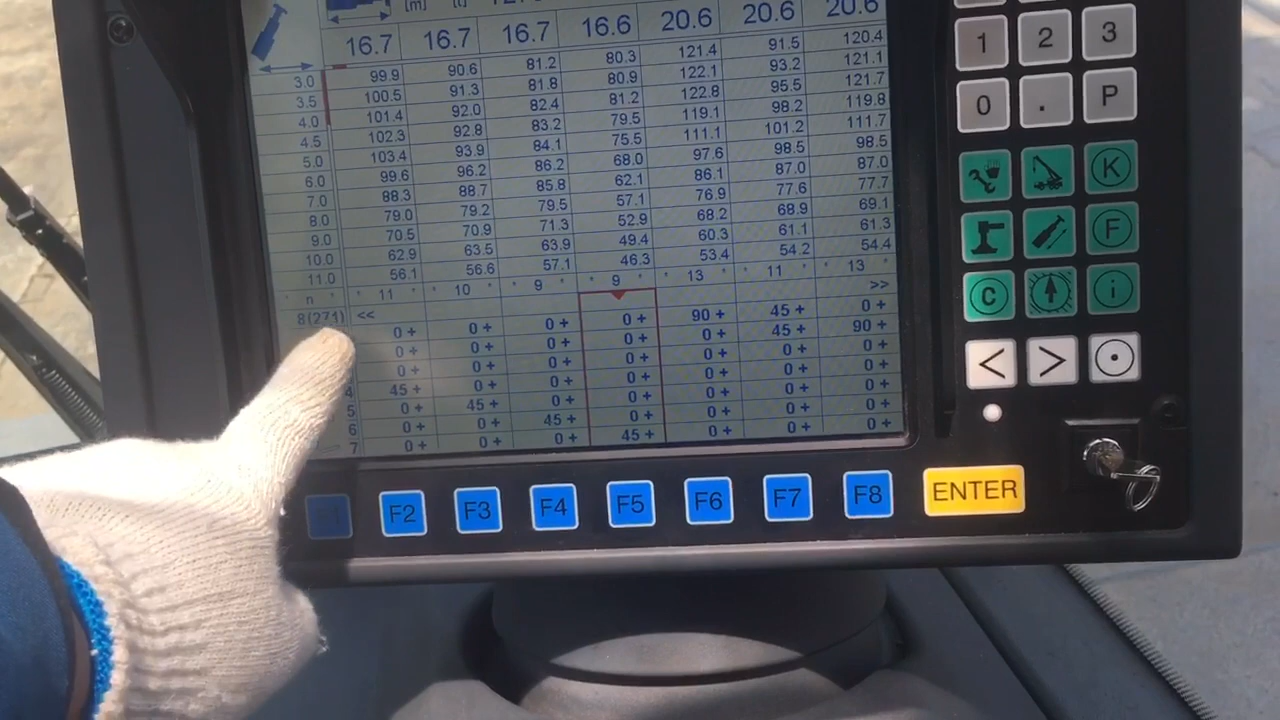 [m] [t]
16.7 16.7 16.7 16.6 20.6 20.6 20.6
3.0 99.9 90.6 81.2 80.3 121.4 91.5 120.4
3.5 100.5 91.3 81.8 80.9 122.1 93.2 121.1
4.0 101.4 92.0 82.4 81.2 122.8 95.5 121.7
4.5 102.3 92.8 83.2 79.5 119.1 98.2 119.8
5.0 103.4 93.9 84.1 75.5 111.1 101.2 111.7
6.0 99.6 96.2 86.2 68.0 97.6 98.5 98.5
7.0 88.3 88.7 85.8 62.1 86.1 87.0 87.0
8.0 79.0 79.2 79.5 57.1 76.9 77.6 77.7
9.0 70.5 70.9 71.3 52.9 68.2 68.9 69.1
10.0 62.9 63.5 63.9 49.4 60.3 61.1 61.3
11.0 56.1 56.6 57.1 46.3 53.4 54.2 54.4
* n * * 11 * * 10 * * 9 * * 9 * * 13 * * 11 * * 13 *
8(271) << >>
0+ 0+ 0+ 0+ 90+ 45+ 0+
0+ 0+ 0+ 0+ 0+ 45+ 90+
0+ 0+ 0+ 0+ 0+ 0+ 0+
4 45+ 0+ 0+ 0+ 0+ 0+ 0+
5 0+ 45+ 0+ 0+ 0+ 0+ 0+
6 0+ 0+ 45+ 0+ 0+ 0+ 0+
7 0+ 0+ 0+ 45+ 0+ 0+ 0+
F2 F3 F4 F5 F6 F7 F8 ENTER
1 2 3
0 . P
K
F
C i
< >